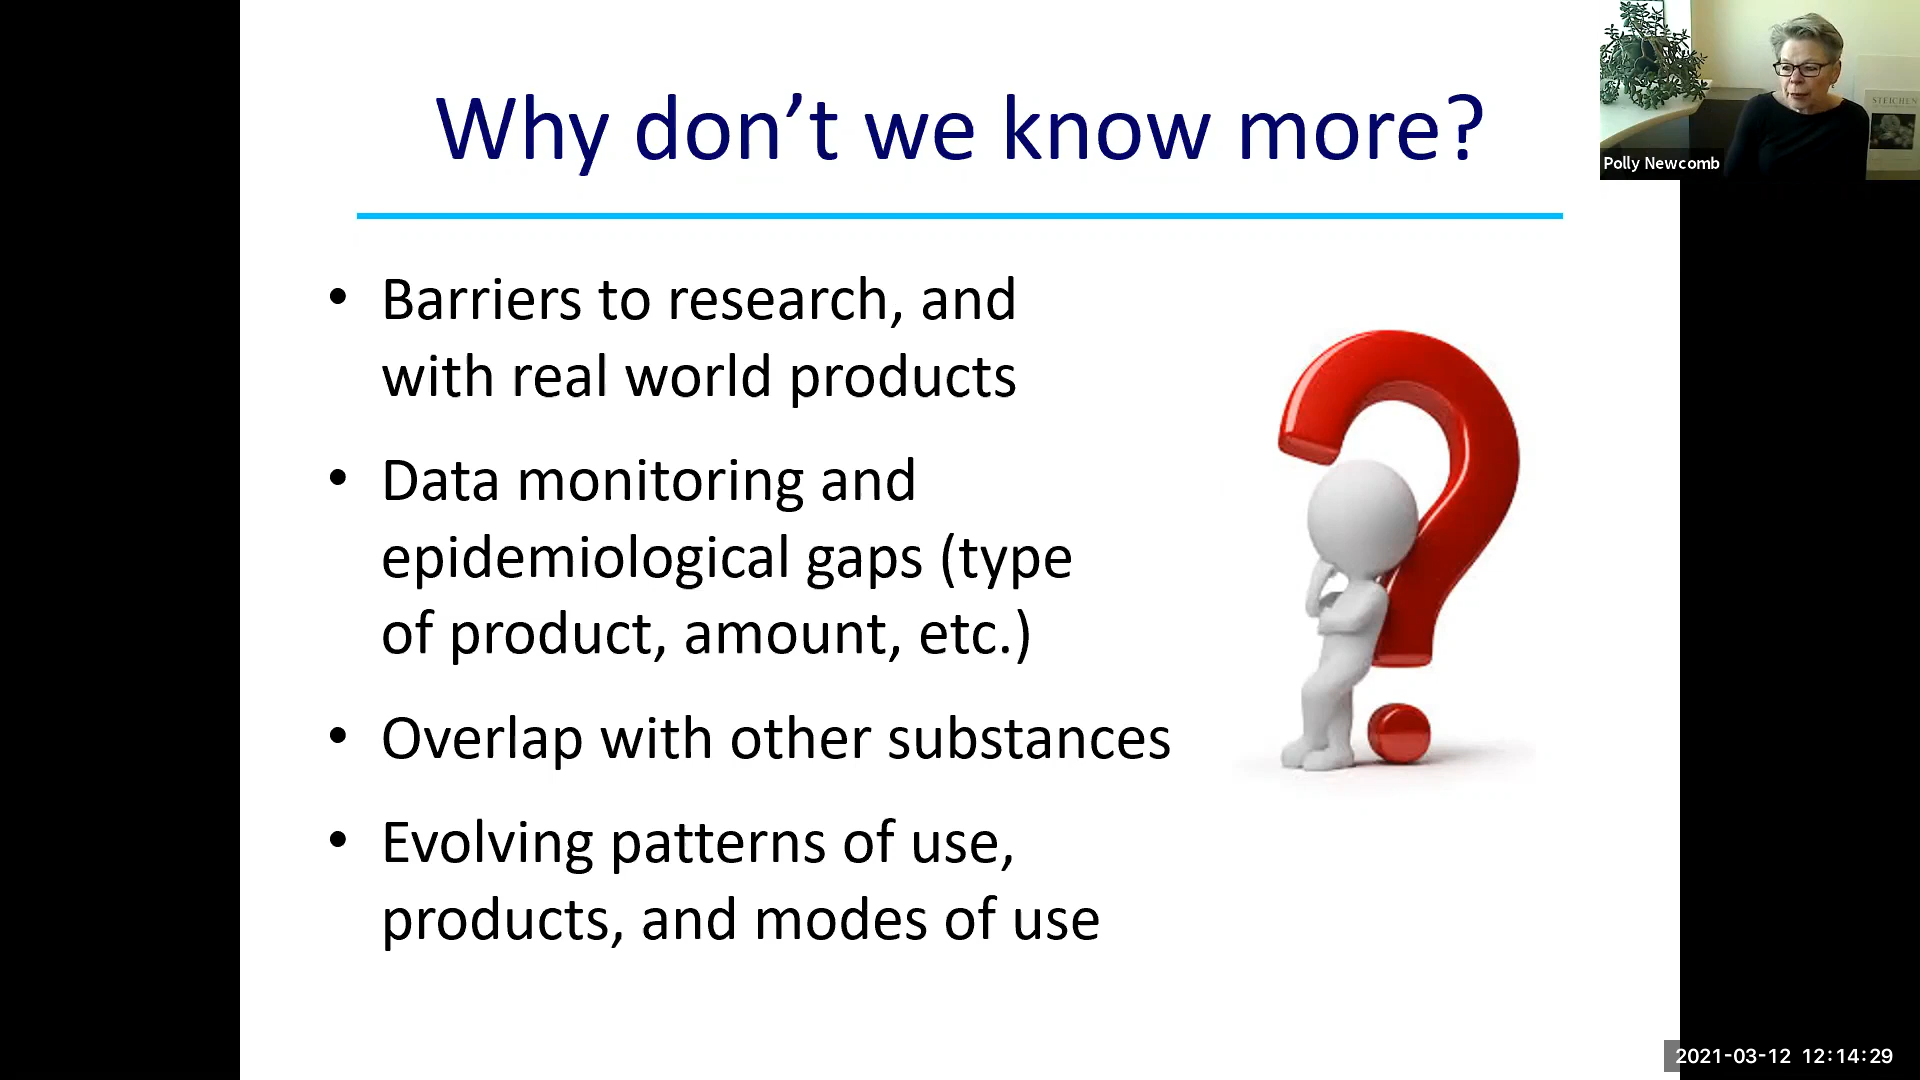 Why don’t we know more?
• Barriers to research, and
with real world products
• Data monitoring and
epidemiological gaps (type
of product, amount, etc.)
• Overlap with other substances
• Evolving patterns of use,
products, and modes of use
STEICHEN
Polly Newcomb
2021-03-12 12:14:29